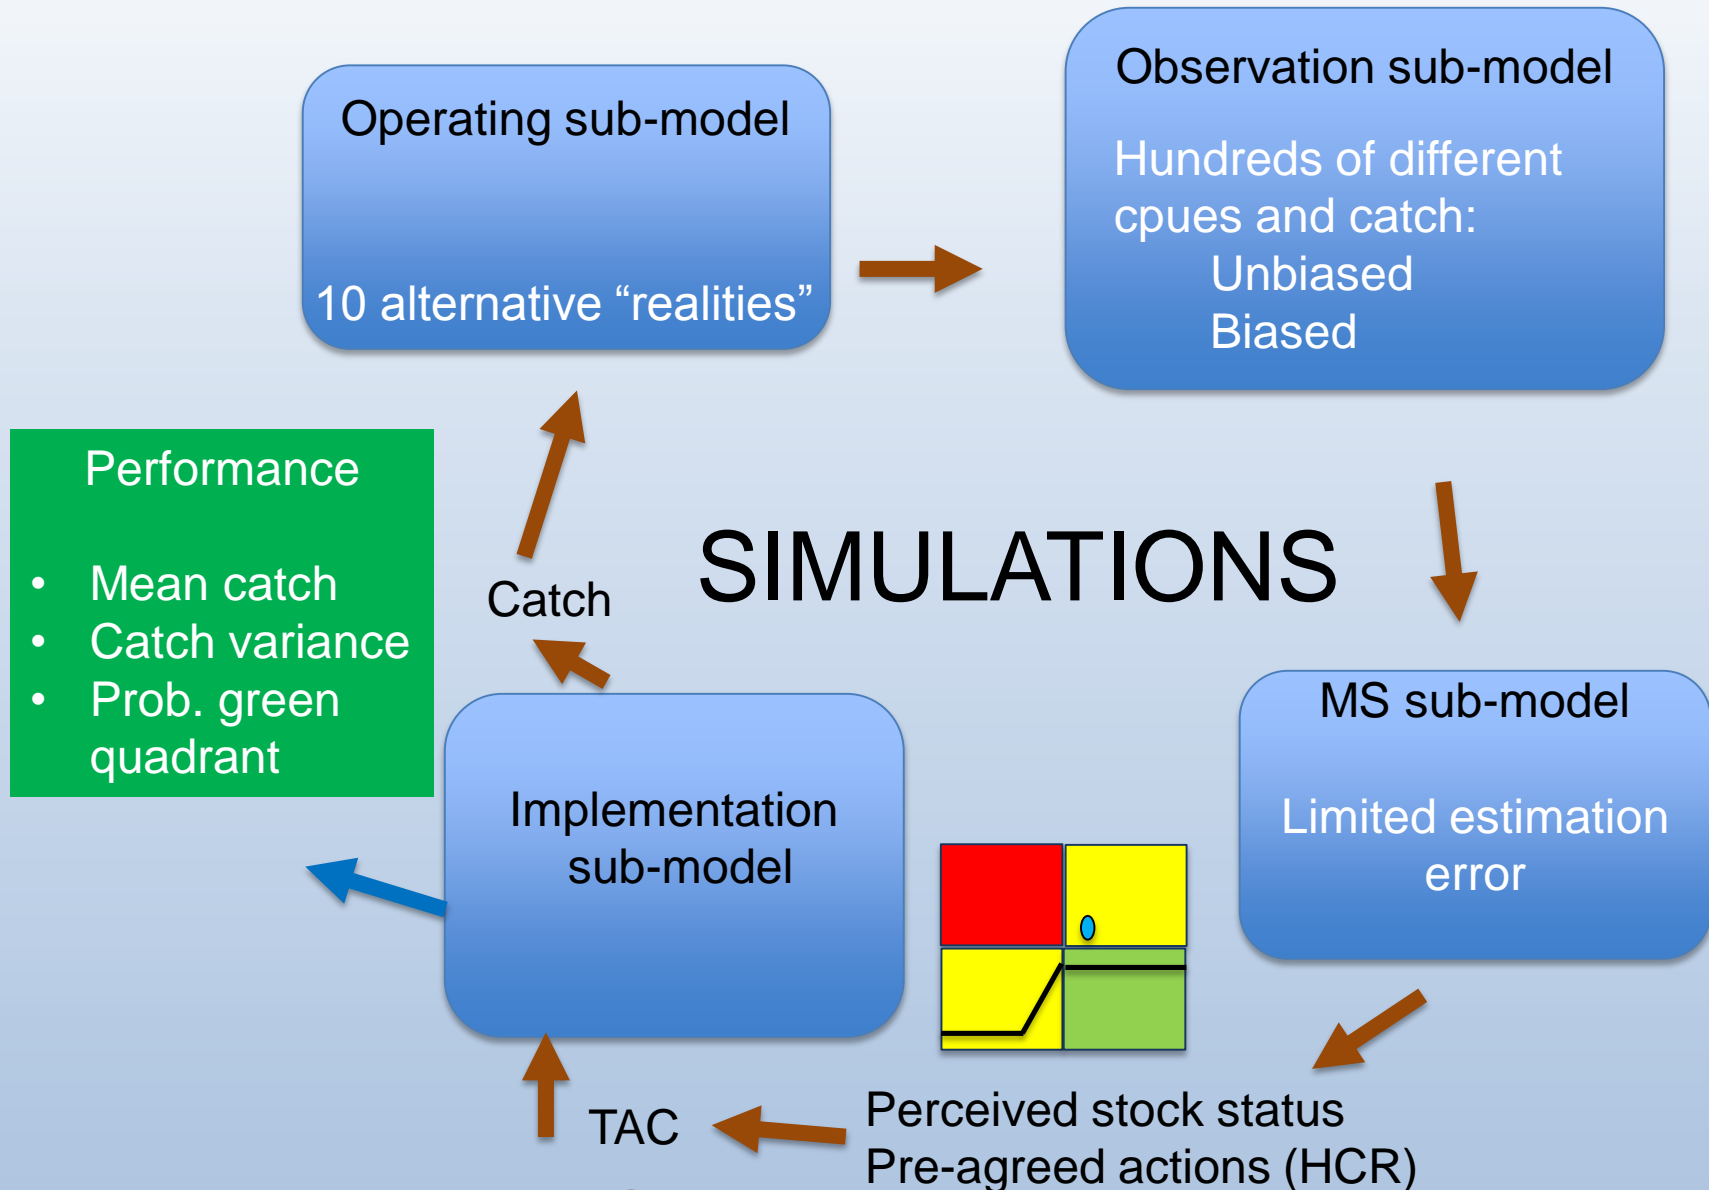 Operating sub-model
10 alternative “realities”
Observation sub-model
Hundreds of different
cpues and catch:
Unbiased
Biased
Performance
• Mean catch
• Catch variance
• Prob. green
quadrant
Catch
SIMULATIONS
MS sub-model
Limited estimation
error
Implementation
sub-model
TAC
Perceived stock status
Pre-agreed actions (HCR)